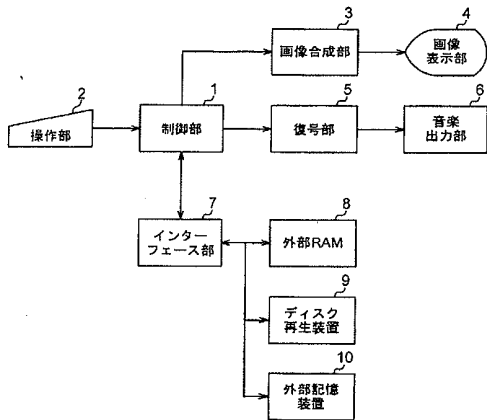 3
画像合成部
4
画像
表示部
2
操作部
1
制御部
5
復号部
6
音楽
出力部
7
インター
フェース部
8
外部RAM
9
ディスク
再生装置
10
外部記憶
装置